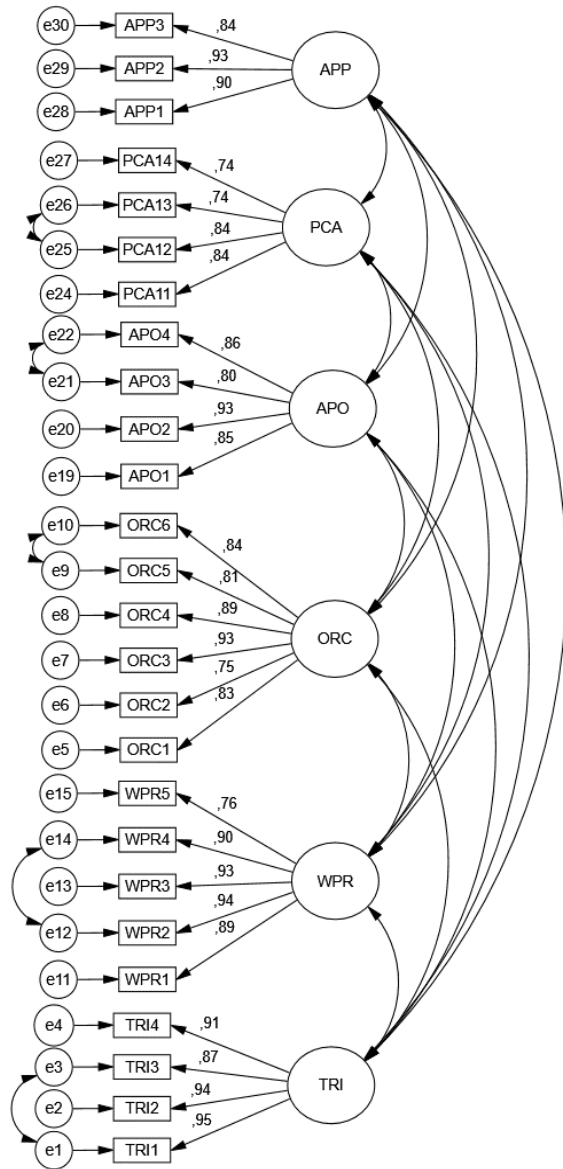 e30 APP3 ,84
e29 APP2 ,93 APP
e28 APP1 ,90
e27 PCA14 ,74
e26 PCA13 ,74
PCA
e25 PCA12 ,84
e24 PCA11 ,84
e22 APO4 ,86
e21 APO3 ,80
APO
e20 APO2 ,93
e19 APO1 ,85
e10 ORC6 ,84
e9 ORC5 ,81
e8 ORC4 ,89
ORC
e7 ORC3 ,93
e6 ORC2 ,75
e5 ORC1 ,83
e15 WPR5 ,76
e14 WPR4 ,90
e13 WPR3 ,93 WPR
e12 WPR2 ,94
e11 WPR1 ,89
e4 TRI4 ,91
e3 TRI3 ,87
TRI
e2 TRI2 ,94
e1 TRI1 ,95